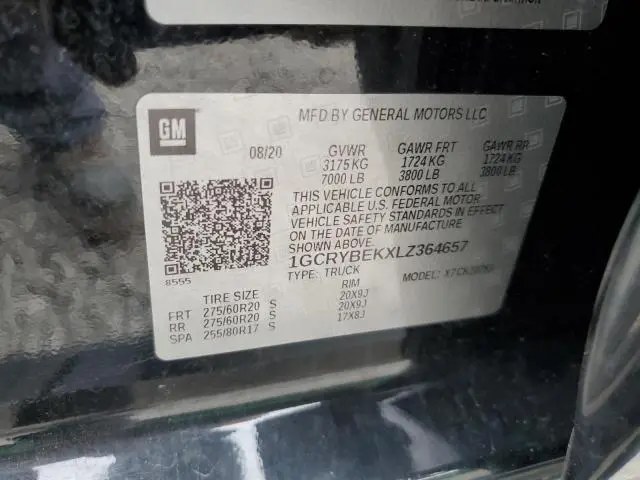 GM
MFD BY GENERAL MOTORS LLC
08/20 GVWR GAWR FRT GAWR RR
3175 KG 1724 KG 1724 KG
7000 LB 3800 LB 3800 LB
THIS VEHICLE CONFORMS TO ALL
APPLICABLE U.S. FEDERAL MOTOR
VEHICLE SAFETY STANDARDS IN EFFECT
ON THE DATE OF MANUFACTURE
1GCRYBEKXLZ364657
8555
TYPE: TRUCK MODEL:
TIRE SIZE RIM
FRT 275/60R20 S 20X9J
RR 275/60R20 S 20X9J
SPA 255/80R17 S 17X8J